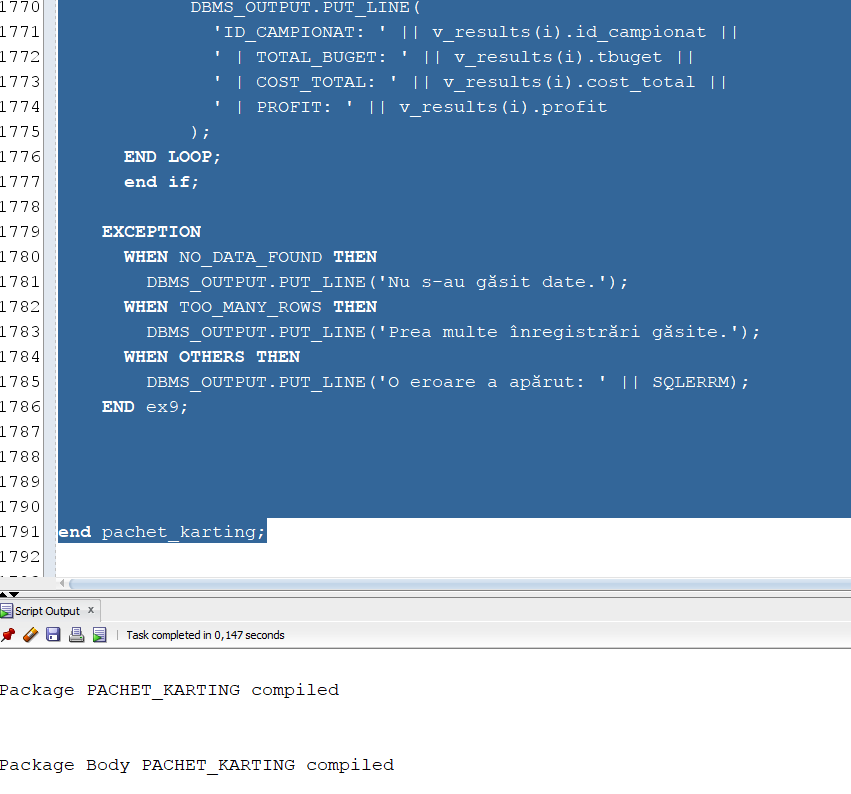 1770 DBMS_OUTPUT.PUT_LINE(
1771 'ID_CAMPIONAT: ' || v_results(i).id_campionat ||
1772 ' | TOTAL_BUGET: ' || v_results(i).tbuget ||
1773 ' | COST_TOTAL: ' || v_results(i).cost_total ||
1774 ' | PROFIT: ' || v_results(i).profit
1775 );
1776 END LOOP;
1777 end if;
1778
1779 EXCEPTION
1780 WHEN NO_DATA_FOUND THEN
1781 DBMS_OUTPUT.PUT_LINE('Nu s-au găsit date.');
1782 WHEN TOO_MANY_ROWS THEN
1783 DBMS_OUTPUT.PUT_LINE('Prea multe înregistrări găsite.');
1784 WHEN OTHERS THEN
1785 DBMS_OUTPUT.PUT_LINE('O eroare a apărut: ' || SQLERRM);
1786 END ex9;
1787
1788
1789
1790
1791 end pachet_karting;
1792
Script Output x
Task completed in 0,147 seconds
Package PACHET_KARTING compiled
Package Body PACHET_KARTING compiled